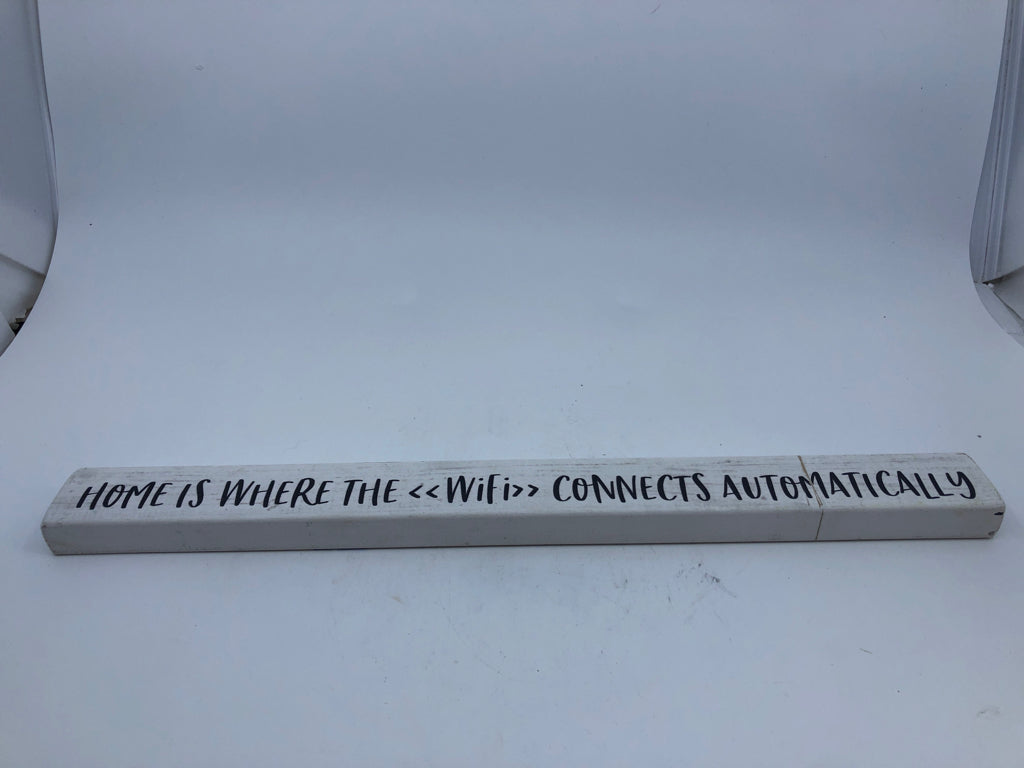 HOME IS WHERE THE <<WiFi>> CONNECTS AUTOMATICALLY